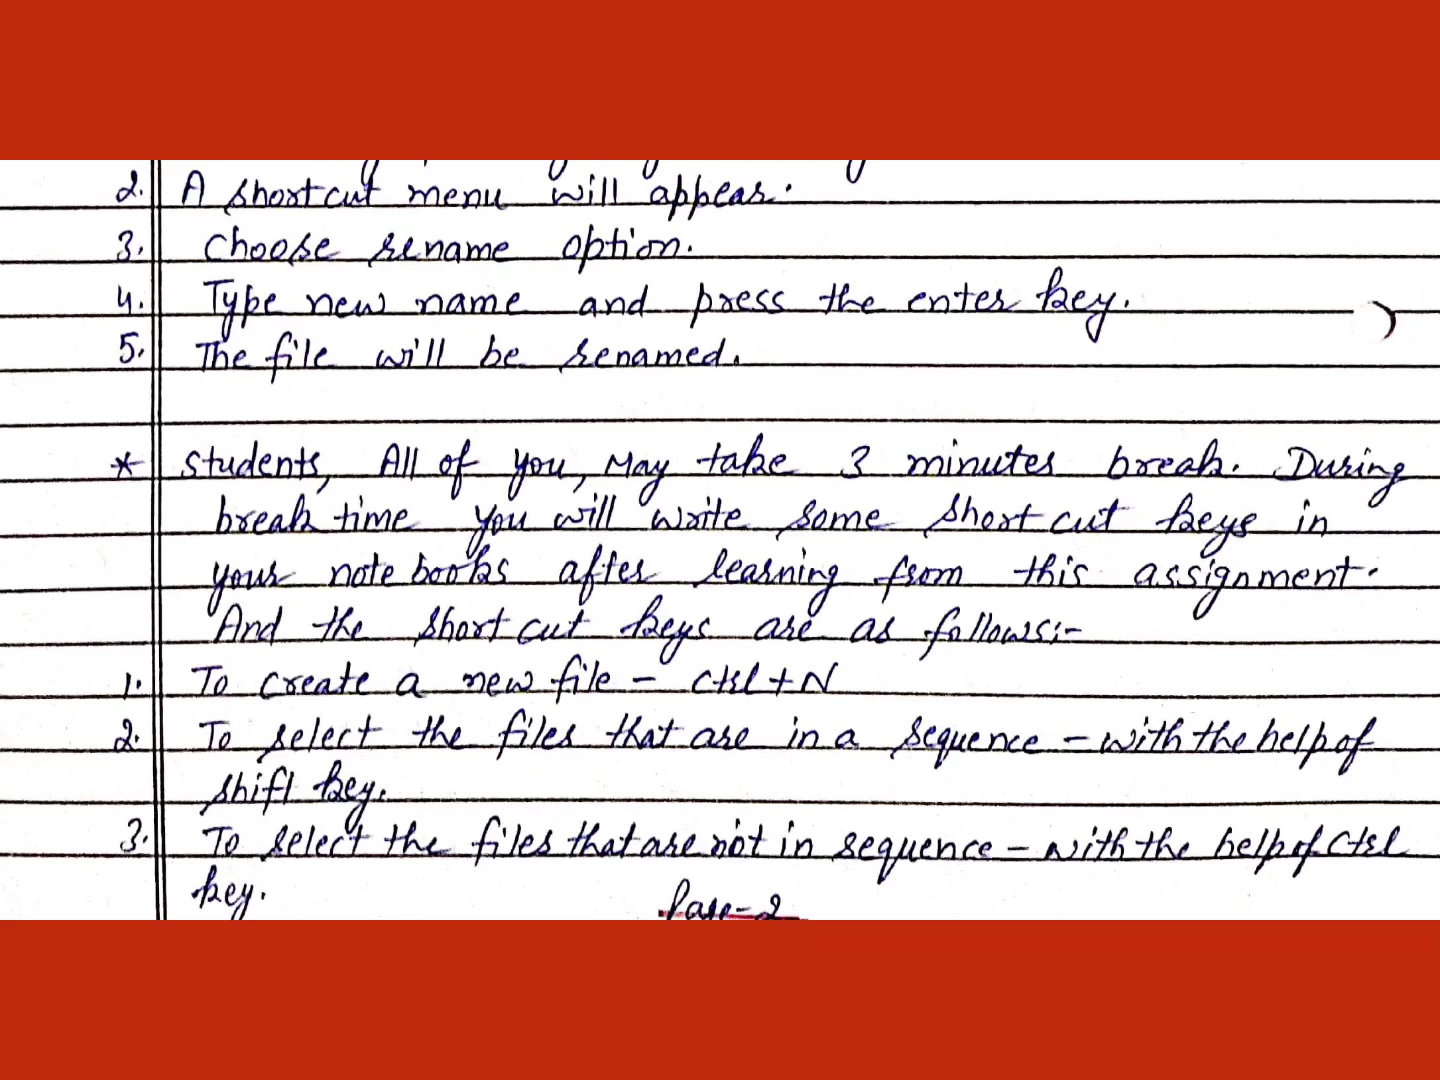 2. A shortcut menu will appear.
3. Choose rename option.
4. Type new name and press the enter key.
5. The file will be renamed.
* Students, All of you, May take 3 minutes break. During
break time you will write some short cut keys in
your note books after learning from this assignment.
And the short cut keys are as follows:-
1. To create a new file - Ctrl + N
2. To select the files that are in a sequence - with the help of
shift key.
3. To select the files that are not in sequence - with the help of Ctrl
key.
Page-2